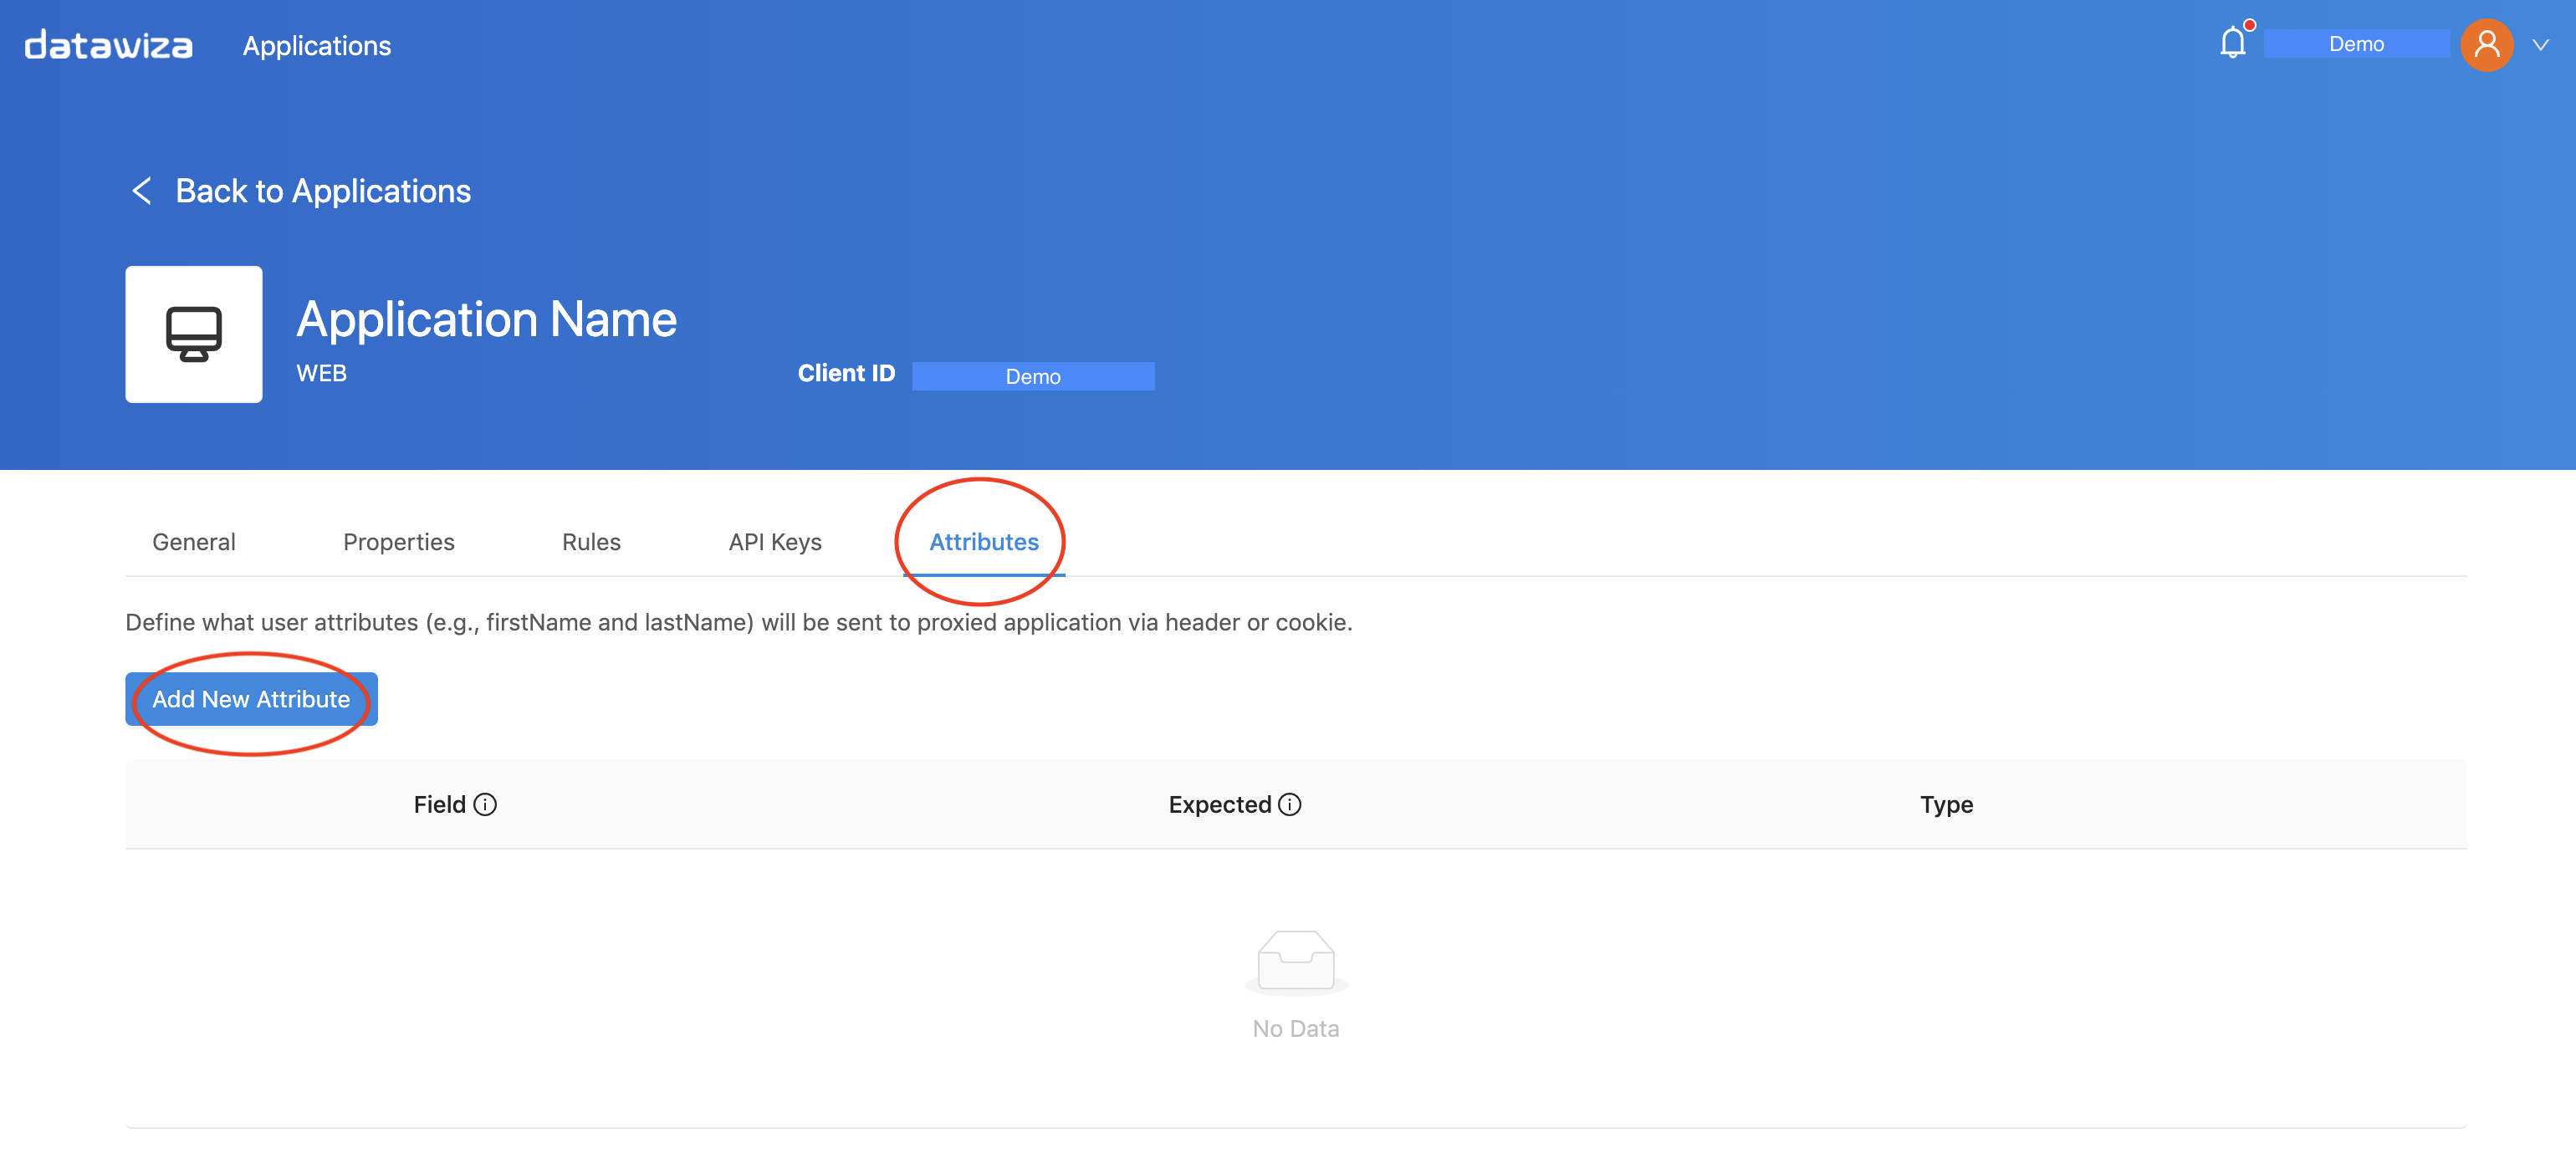 datawiza Applications Demo
Back to Applications
Application Name
WEB Client ID Demo
General Properties Rules API Keys Attributes
Define what user attributes (e.g., firstName and lastName) will be sent to proxied application via header or cookie.
Add New Attribute
Field Expected Type
No Data